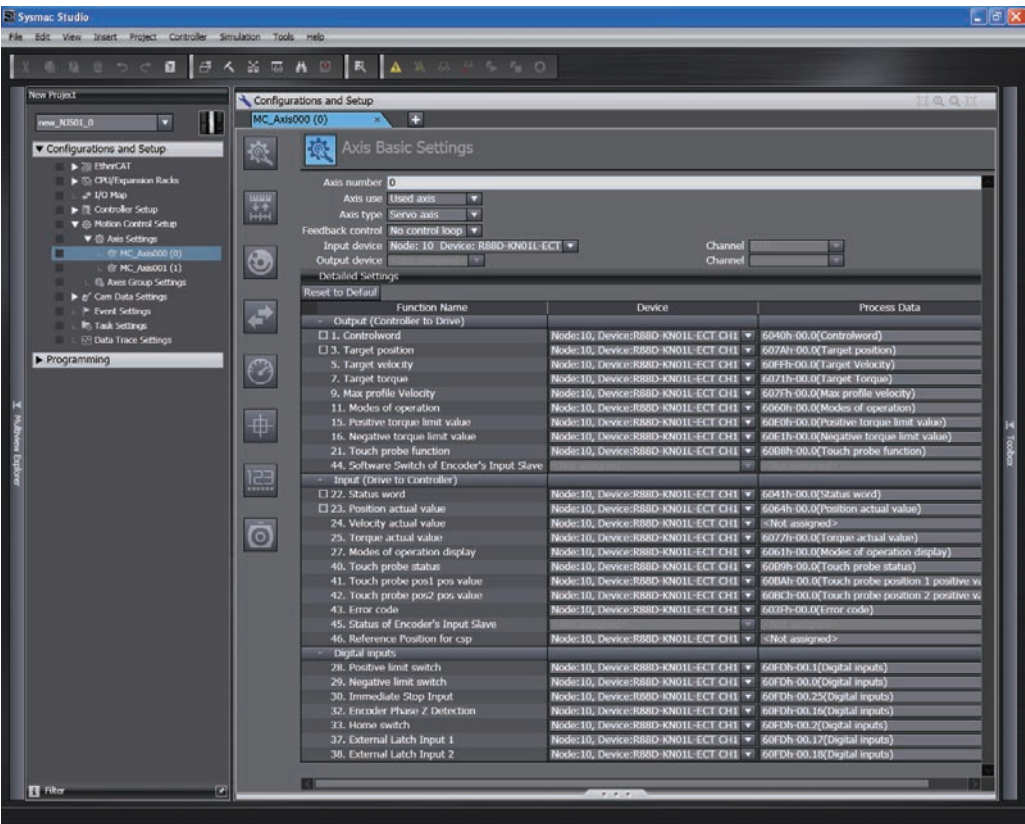 Sysmac Studio
File Edit View Insert Project Controller Simulation Tools Help
New Project
new_NJ501_0
Configurations and Setup
EtherCAT
CPU/Expansion Racks
I/O Map
Controller Setup
Motion Control Setup
Axis Settings
MC_Axis000 (0)
MC_Axis001 (1)
Axes Group Settings
Cam Data Settings
Event Settings
Task Settings
Data Trace Settings
Programming
Filter
Multiview Explorer
Configurations and Setup
MC_Axis000 (0)
Axis Basic Settings
Axis number 0
Axis use Used axis
Axis type Servo axis
Feedback control No control loop
Input device Node: 10 Device: R88D-KN01L-ECT Channel
Output device Channel
Detailed Settings
Reset to Defaul
Function Name Device Process Data
- Output (Controller to Drive)
1. Controlword Node:10, Device:R88D-KN01L-ECT CH1 6040h-00.0(Controlword)
3. Target position Node:10, Device:R88D-KN01L-ECT CH1 607Ah-00.0(Target position)
5. Target velocity Node:10, Device:R88D-KN01L-ECT CH1 60FFh-00.0(Target Velocity)
7. Target torque Node:10, Device:R88D-KN01L-ECT CH1 6071h-00.0(Target Torque)
9. Max profile Velocity Node:10, Device:R88D-KN01L-ECT CH1 607Fh-00.0(Max profile velocity)
11. Modes of operation Node:10, Device:R88D-KN01L-ECT CH1 6060h-00.0(Modes of operation)
15. Positive torque limit value Node:10, Device:R88D-KN01L-ECT CH1 60E0h-00.0(Positive torque limit value)
16. Negative torque limit value Node:10, Device:R88D-KN01L-ECT CH1 60E1h-00.0(Negative torque limit value)
21. Touch probe function Node:10, Device:R88D-KN01L-ECT CH1 60B8h-00.0(Touch probe function)
44. Software Switch of Encoder's Input Slave
- Input (Drive to Controller)
22. Status word Node:10, Device:R88D-KN01L-ECT CH1 6041h-00.0(Status word)
23. Position actual value Node:10, Device:R88D-KN01L-ECT CH1 6064h-00.0(Position actual value)
24. Velocity actual value Node:10, Device:R88D-KN01L-ECT CH1 <Not assigned>
25. Torque actual value Node:10, Device:R88D-KN01L-ECT CH1 6077h-00.0(Torque actual value)
27. Modes of operation display Node:10, Device:R88D-KN01L-ECT CH1 6061h-00.0(Modes of operation display)
40. Touch probe status Node:10, Device:R88D-KN01L-ECT CH1 60B9h-00.0(Touch probe status)
41. Touch probe pos1 pos value Node:10, Device:R88D-KN01L-ECT CH1 60BAh-00.0(Touch probe position 1 positive va
42. Touch probe pos2 pos value Node:10, Device:R88D-KN01L-ECT CH1 60BCh-00.0(Touch probe position 2 positive va
43. Error code Node:10, Device:R88D-KN01L-ECT CH1 603Fh-00.0(Error code)
45. Status of Encoder's Input Slave
46. Reference Position for csp Node:10, Device:R88D-KN01L-ECT CH1 <Not assigned>
- Digital inputs
28. Positive limit switch Node:10, Device:R88D-KN01L-ECT CH1 60FDh-00.1(Digital inputs)
29. Negative limit switch Node:10, Device:R88D-KN01L-ECT CH1 60FDh-00.0(Digital inputs)
30. Immediate Stop Input Node:10, Device:R88D-KN01L-ECT CH1 60FDh-00.25(Digital inputs)
32. Encoder Phase Z Detection Node:10, Device:R88D-KN01L-ECT CH1 60FDh-00.16(Digital inputs)
33. Home switch Node:10, Device:R88D-KN01L-ECT CH1 60FDh-00.2(Digital inputs)
37. External Latch Input 1 Node:10, Device:R88D-KN01L-ECT CH1 60FDh-00.17(Digital inputs)
38. External Latch Input 2 Node:10, Device:R88D-KN01L-ECT CH1 60FDh-00.18(Digital inputs)
Toolbox